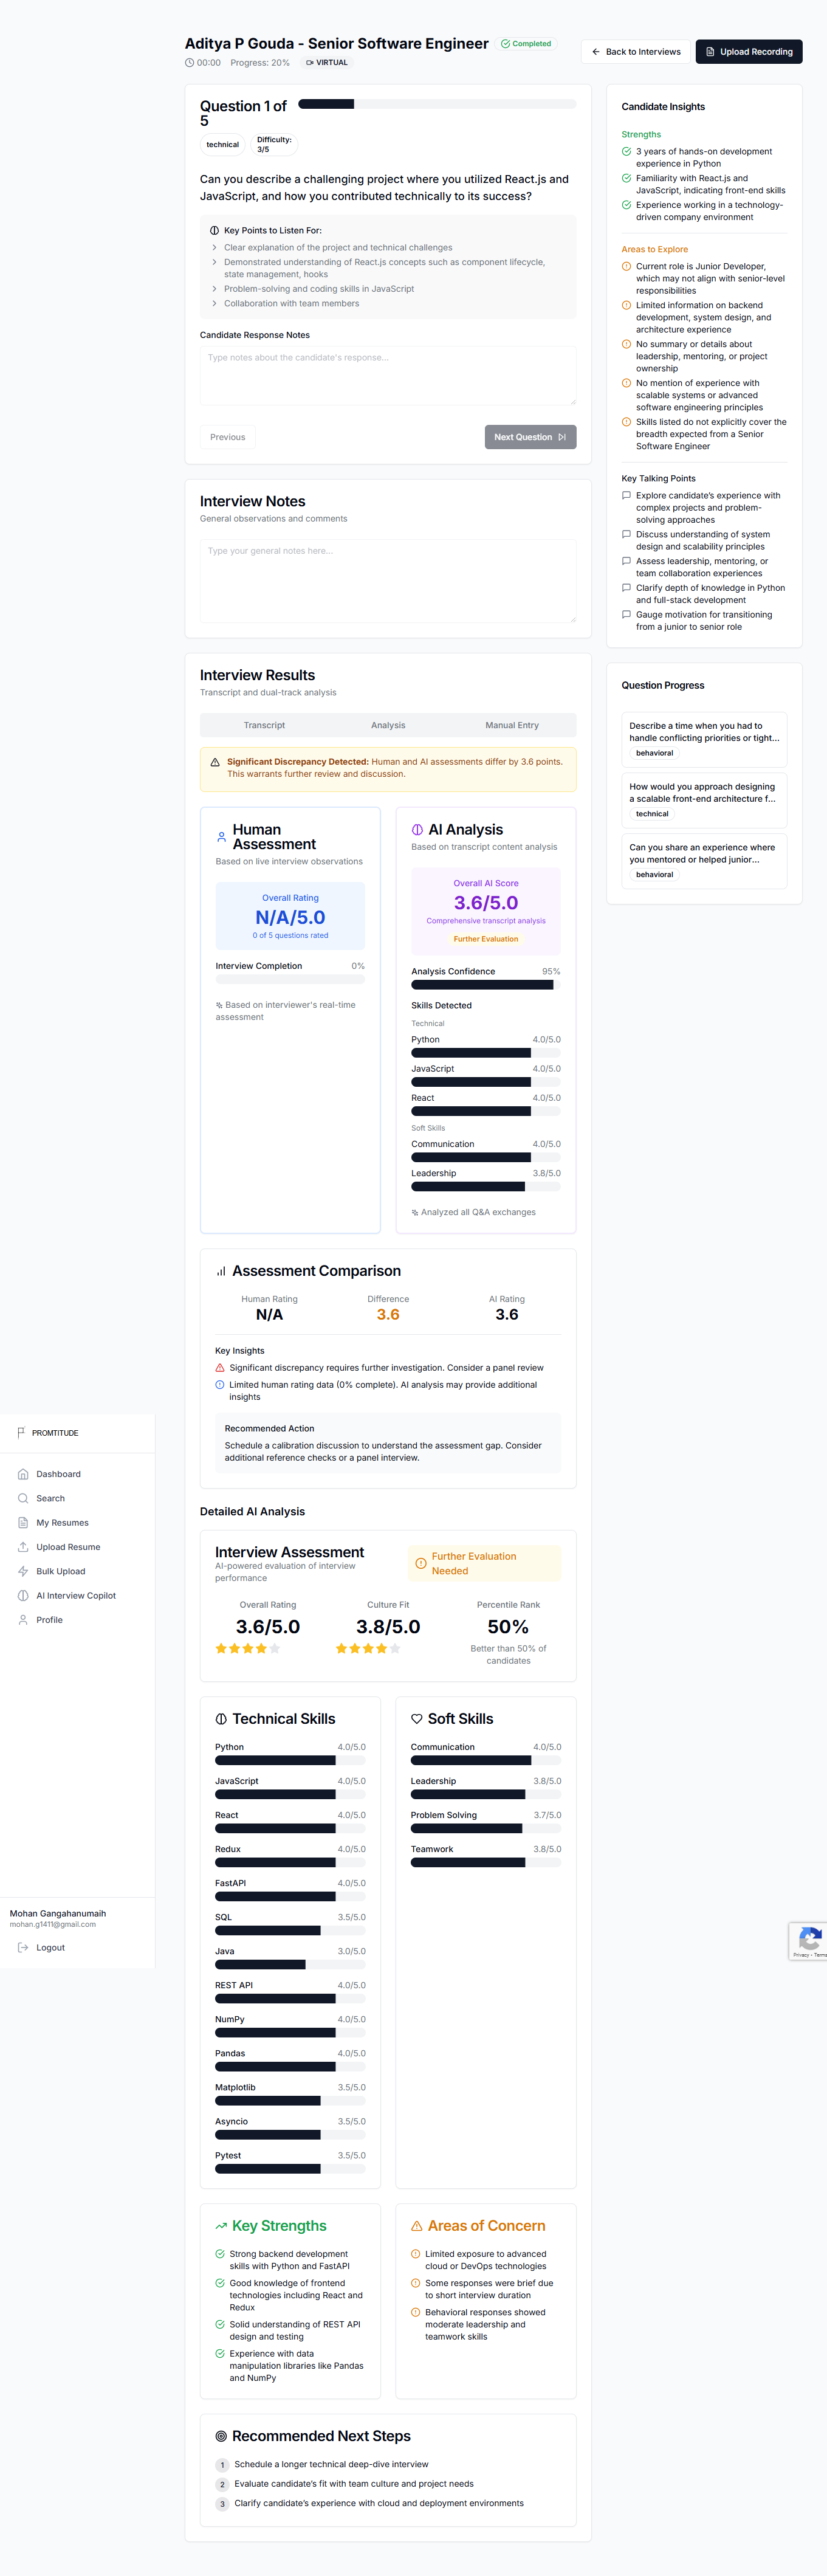 Aditya P Gouda - Senior Software Engineer
Completed
00:00 Progress: 20% VIRTUAL
Back to Interviews
Upload Recording
Question 1 of
5
technical
Difficulty:
3/5
Can you describe a challenging project where you utilized React.js and
JavaScript, and how you contributed technically to its success?
Key Points to Listen For:
Clear explanation of the project and technical challenges
Demonstrated understanding of React.js concepts such as component lifecycle,
state management, hooks
Problem-solving and coding skills in JavaScript
Collaboration with team members
Candidate Response Notes
Type notes about the candidate's response...
Previous
Next Question
Interview Notes
General observations and comments
Type your general notes here...
Interview Results
Transcript and dual-track analysis
Transcript
Analysis
Manual Entry
Significant Discrepancy Detected: Human and AI assessments differ by 3.6 points.
This warrants further review and discussion.
Human
Assessment
Based on live interview observations
Overall Rating
N/A/5.0
0 of 5 questions rated
Interview Completion 0%
Based on interviewer's real-time
assessment
AI Analysis
Based on transcript content analysis
Overall AI Score
3.6/5.0
Comprehensive transcript analysis
Further Evaluation
Analysis Confidence 95%
Skills Detected
Technical
Python 4.0/5.0
JavaScript 4.0/5.0
React 4.0/5.0
Soft Skills
Communication 4.0/5.0
Leadership 3.8/5.0
Analyzed all Q&A exchanges
Assessment Comparison
Human Rating
N/A
Difference
3.6
AI Rating
3.6
Key Insights
Significant discrepancy requires further investigation. Consider a panel review
Limited human rating data (0% complete). AI analysis may provide additional
insights
Recommended Action
Schedule a calibration discussion to understand the assessment gap. Consider
additional reference checks or a panel interview.
Detailed AI Analysis
Interview Assessment
AI-powered evaluation of interview
performance
Further Evaluation
Needed
Overall Rating
3.6/5.0
Culture Fit
3.8/5.0
Percentile Rank
50%
Better than 50% of
candidates
Technical Skills
Python 4.0/5.0
JavaScript 4.0/5.0
React 4.0/5.0
Redux 4.0/5.0
FastAPI 4.0/5.0
SQL 3.5/5.0
Java 3.0/5.0
REST API 4.0/5.0
NumPy 4.0/5.0
Pandas 4.0/5.0
Matplotlib 3.5/5.0
Asyncio 3.5/5.0
Pytest 3.5/5.0
Soft Skills
Communication 4.0/5.0
Leadership 3.8/5.0
Problem Solving 3.7/5.0
Teamwork 3.8/5.0
Key Strengths
Strong backend development
skills with Python and FastAPI
Good knowledge of frontend
technologies including React and
Redux
Solid understanding of REST API
design and testing
Experience with data
manipulation libraries like Pandas
and NumPy
Areas of Concern
Limited exposure to advanced
cloud or DevOps technologies
Some responses were brief due
to short interview duration
Behavioral responses showed
moderate leadership and
teamwork skills
Recommended Next Steps
1 Schedule a longer technical deep-dive interview
2 Evaluate candidate's fit with team culture and project needs
3 Clarify candidate's experience with cloud and deployment environments
Candidate Insights
Strengths
3 years of hands-on development
experience in Python
Familiarity with React.js and
JavaScript, indicating front-end skills
Experience working in a technology-
driven company environment
Areas to Explore
Current role is Junior Developer,
which may not align with senior-level
responsibilities
Limited information on backend
development, system design, and
architecture experience
No summary or details about
leadership, mentoring, or project
ownership
No mention of experience with
scalable systems or advanced
software engineering principles
Skills listed do not explicitly cover the
breadth expected from a Senior
Software Engineer
Key Talking Points
Explore candidate's experience with
complex projects and problem-
solving approaches
Discuss understanding of system
design and scalability principles
Assess leadership, mentoring, or
team collaboration experiences
Clarify depth of knowledge in Python
and full-stack development
Gauge motivation for transitioning
from a junior to senior role
Question Progress
Describe a time when you had to
handle conflicting priorities or tight...
behavioral
How would you approach designing
a scalable front-end architecture f...
technical
Can you share an experience where
you mentored or helped junior...
behavioral
PROMTITUDE
Dashboard
Search
My Resumes
Upload Resume
Bulk Upload
AI Interview Copilot
Profile
Mohan Gangahanumaih
mohan.g1411@gmail.com
Logout
Privacy - Terms